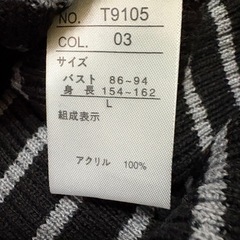 NO. T9105
COL. 03
サイズ
バスト 86~94
身長 154~162
L
組成表示
アクリル 100%